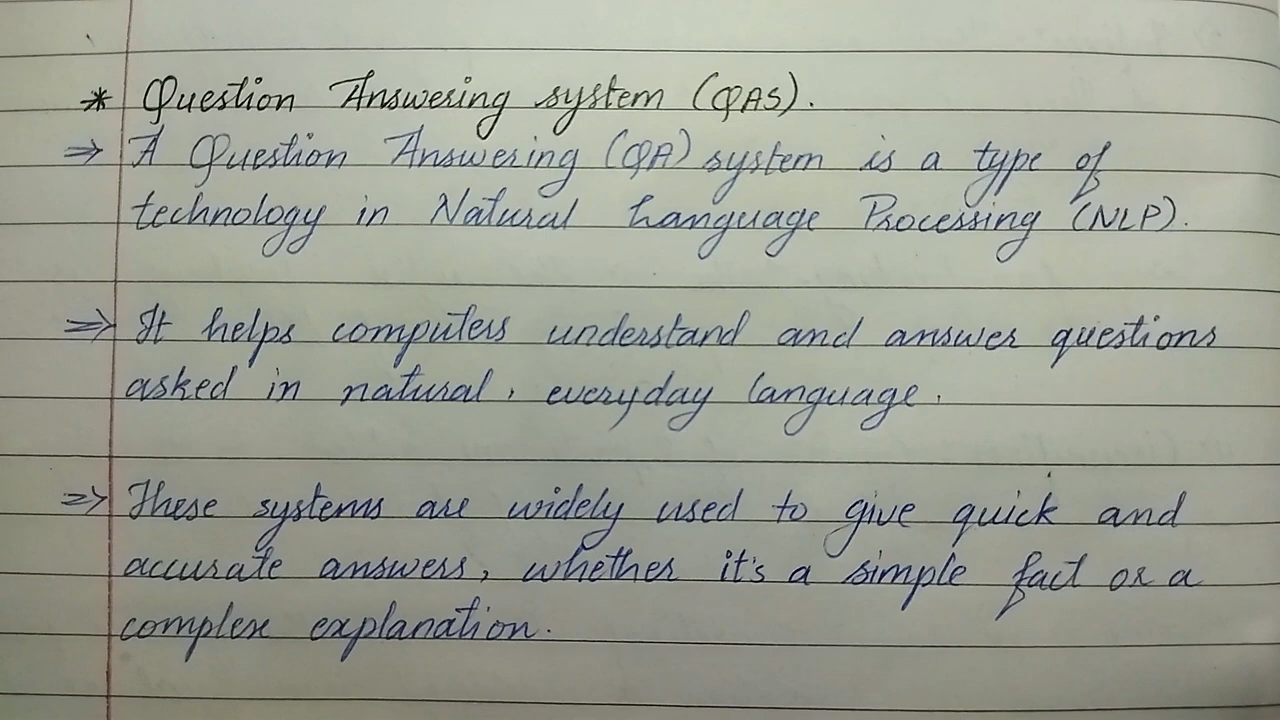 * Question Answering system (QAS).
⇒ A Question Answering (QA) system is a type of
technology in Natural Language Processing (NLP).
⇒ It helps computers understand and answer questions
asked in natural, everyday language.
⇒ These systems are widely used to give quick and
accurate answers, whether it's a simple fact or a
complex explanation.